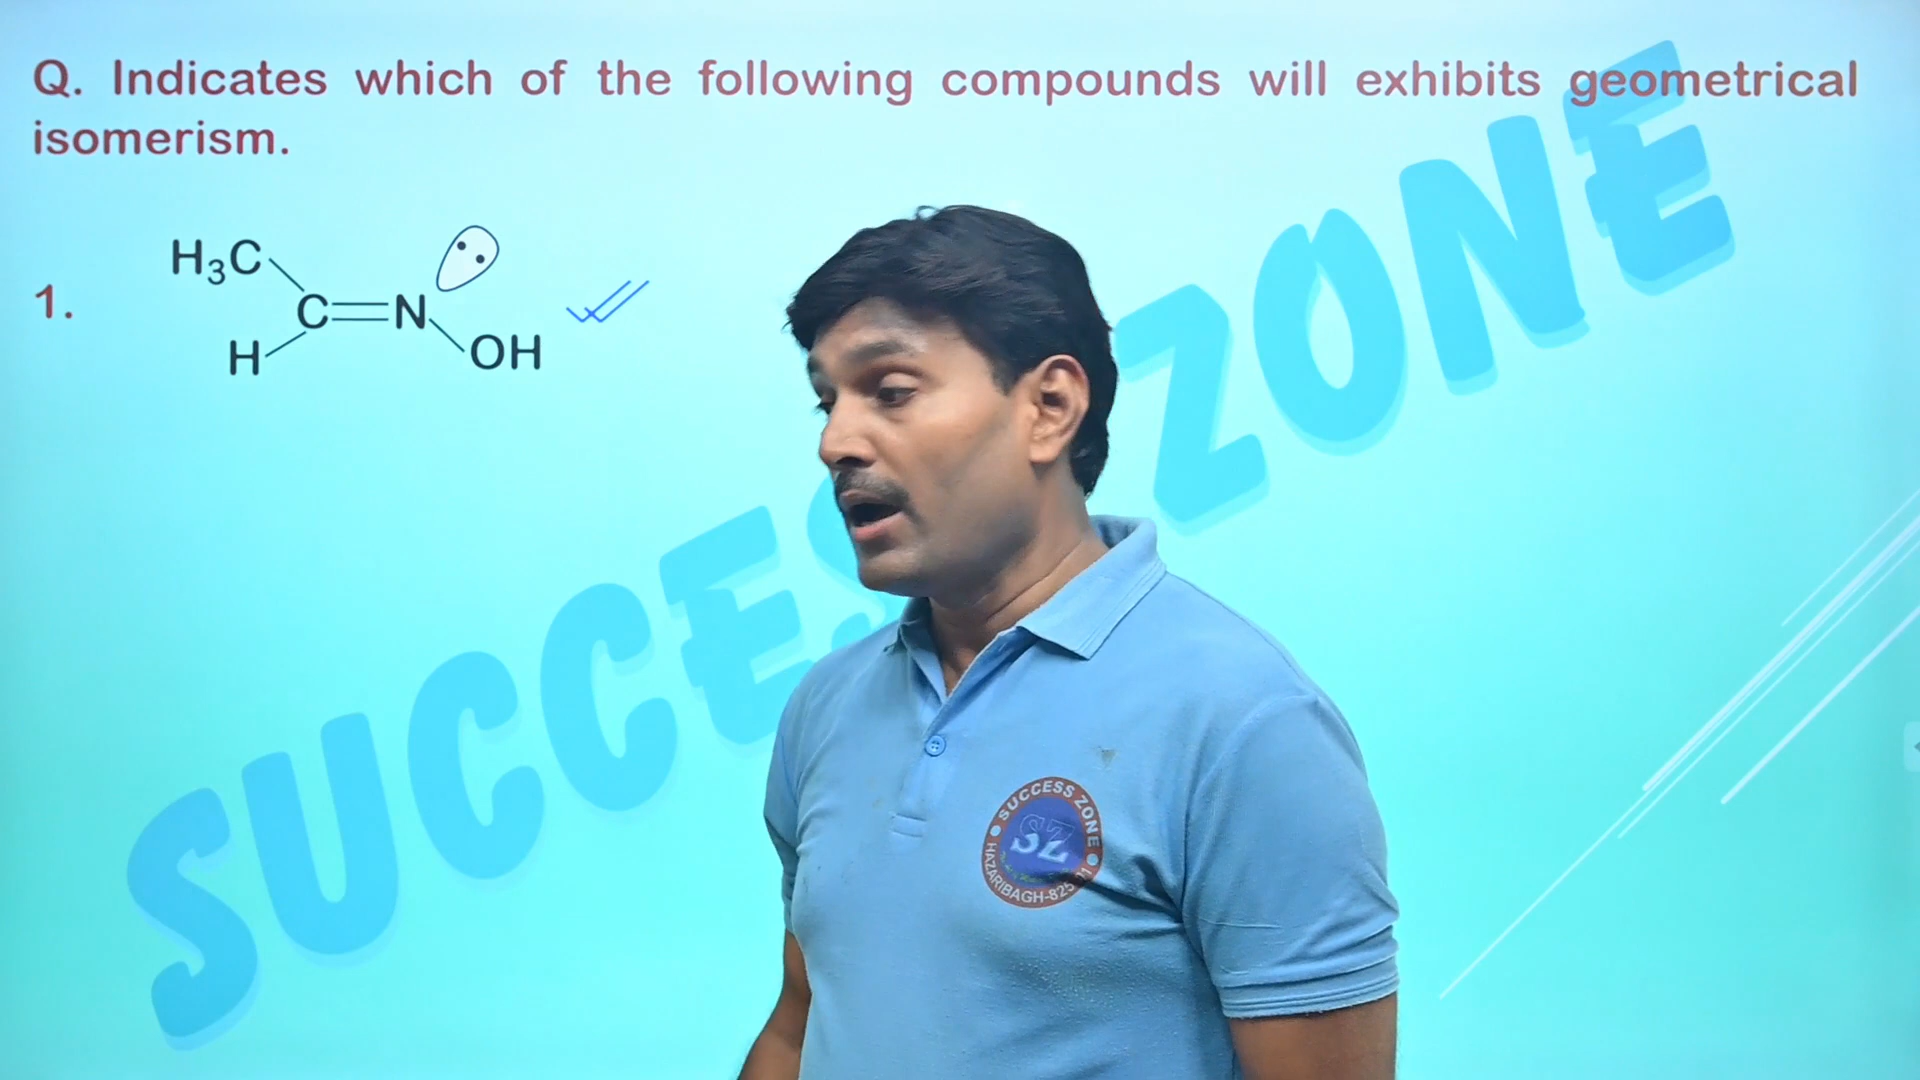 Q. Indicates which of the following compounds will exhibits geometrical
isomerism.
1.
H₃C
C=N
H
OH
SUCCES ZONE
SUCCESS ZONE
SZ
HAZARIBAGH-825